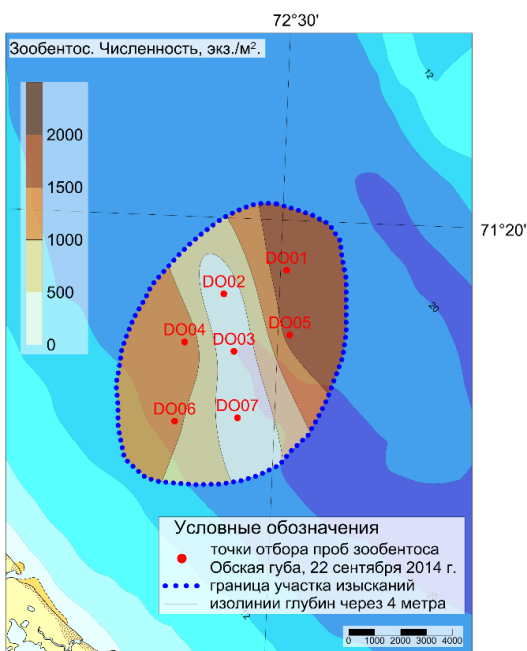 72°30'
Зообентос. Численность, экз./м².
12
2000
1500
1000
500
0
71°20'
DO01
DO02
20
DO05
DO04
DO03
DO06
DO07
Условные обозначения
точки отбора проб зообентоса
Обская губа, 22 сентября 2014 г.
граница участка изысканий
изолинии глубин через 4 метра
20
12
0 1000 2000 3000 4000